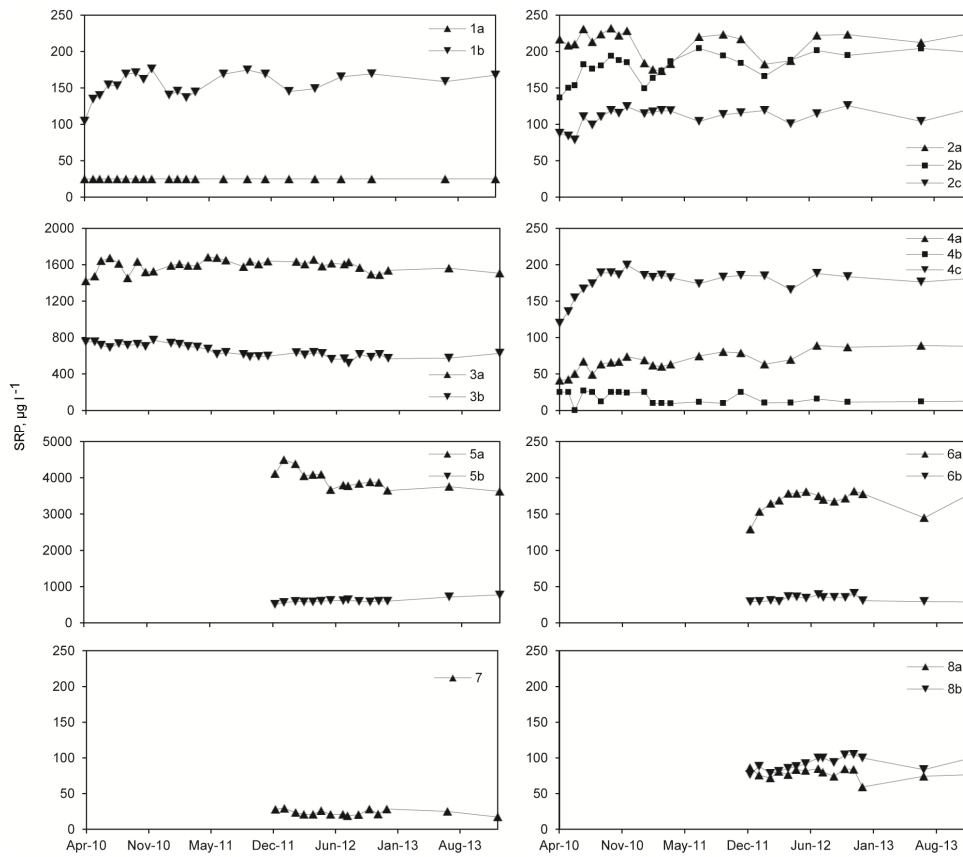 250
200
150
100
50
0
1a
1b
250
200
150
100
50
0
2a
2b
2c
2000
1600
1200
800
400
0
3a
3b
250
200
150
100
50
0
4a
4b
4c
SRP, µg l⁻¹
5000
4000
3000
2000
1000
0
5a
5b
250
200
150
100
50
0
6a
6b
250
200
150
100
50
0
7
Apr-10 Nov-10 May-11 Dec-11 Jun-12 Jan-13 Aug-13
250
200
150
100
50
0
8a
8b
Apr-10 Nov-10 May-11 Dec-11 Jun-12 Jan-13 Aug-13